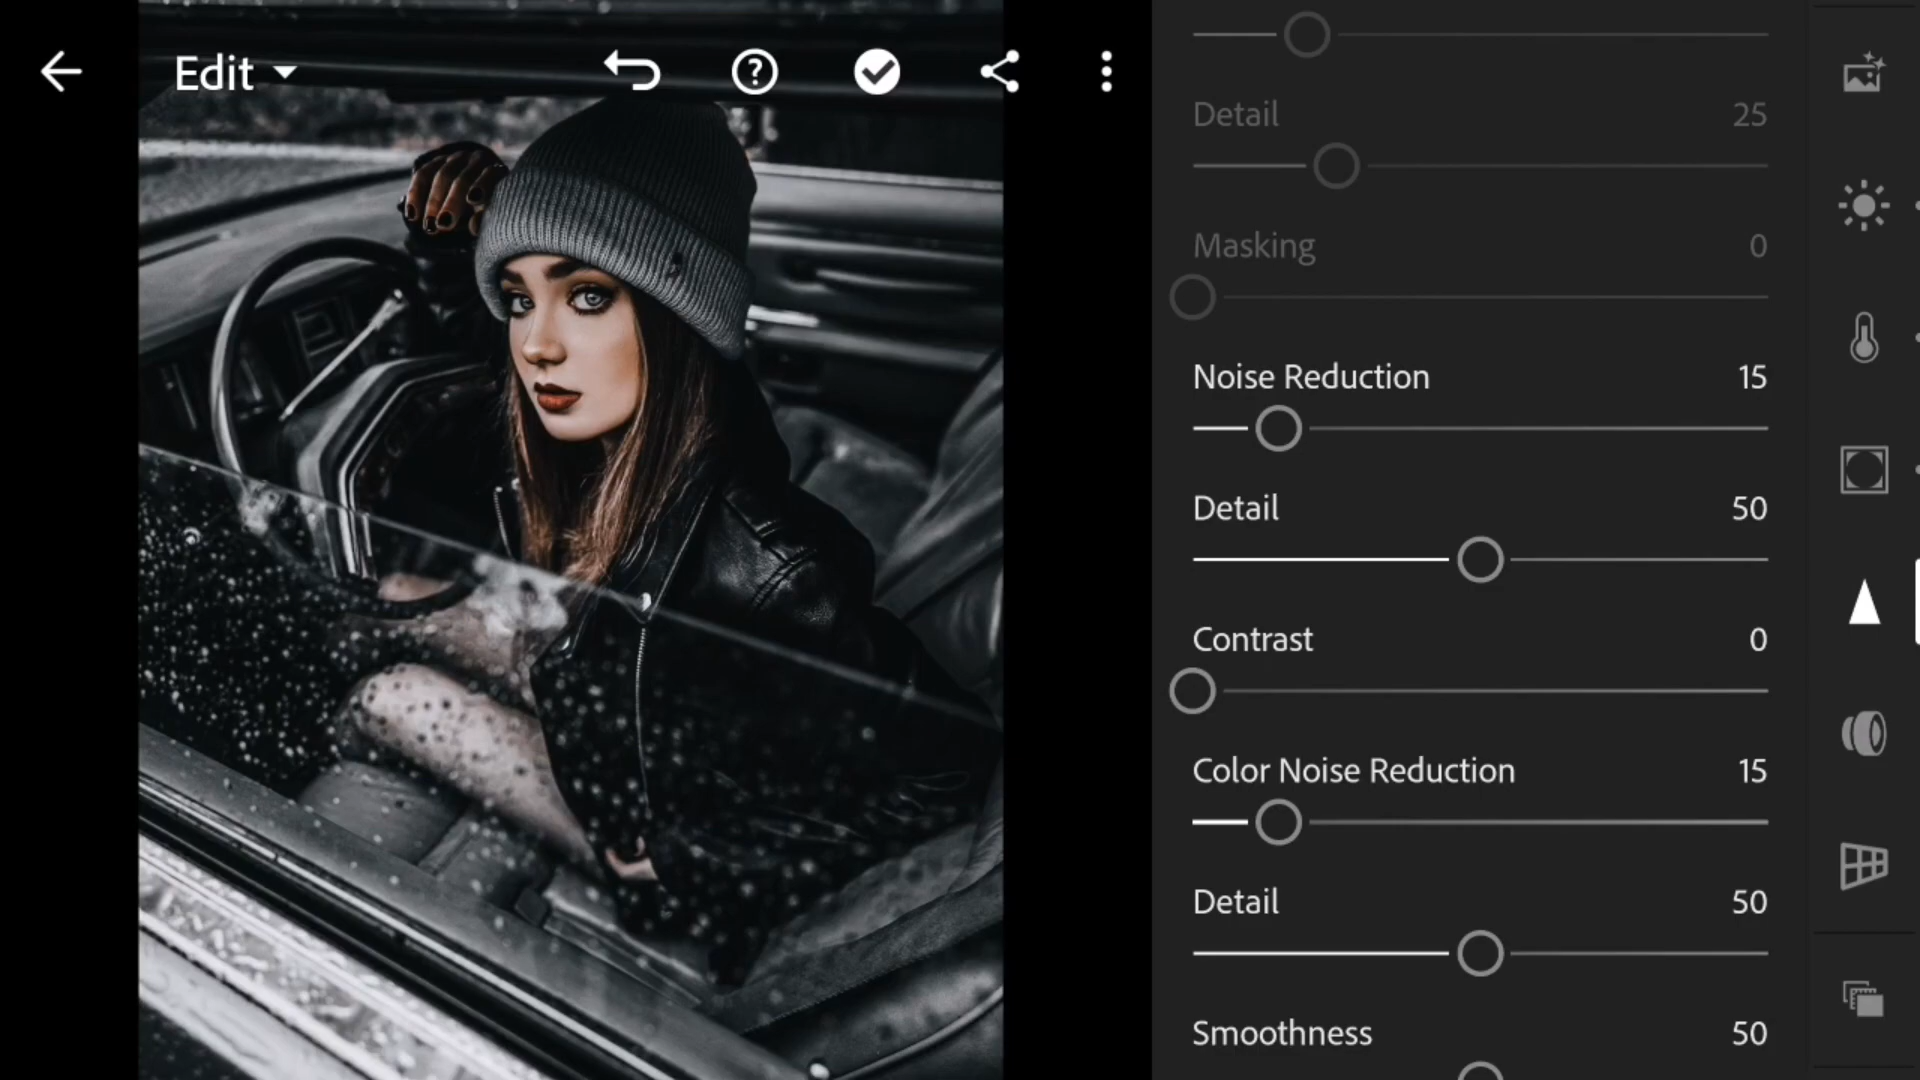 Edit
Detail 25
Masking 0
Noise Reduction 15
Detail 50
Contrast 0
Color Noise Reduction 15
Detail 50
Smoothness 50